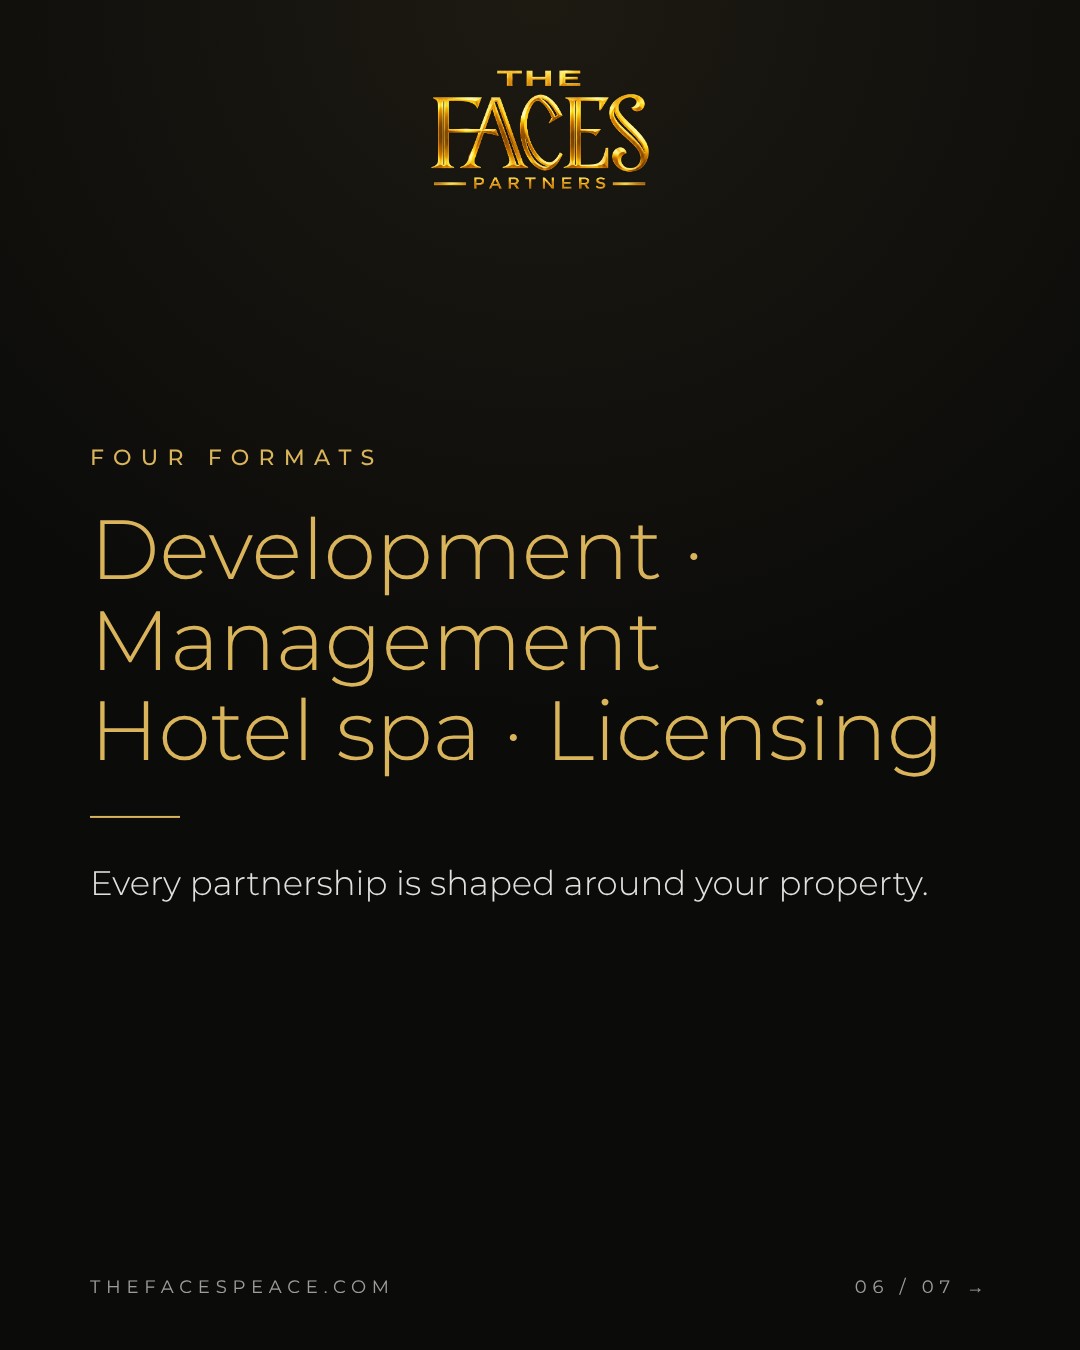 THE
FACES
PARTNERS
FOUR FORMATS
Development ·
Management
Hotel spa · Licensing
Every partnership is shaped around your property.
THEFACESPEACE.COM
06 / 07 →